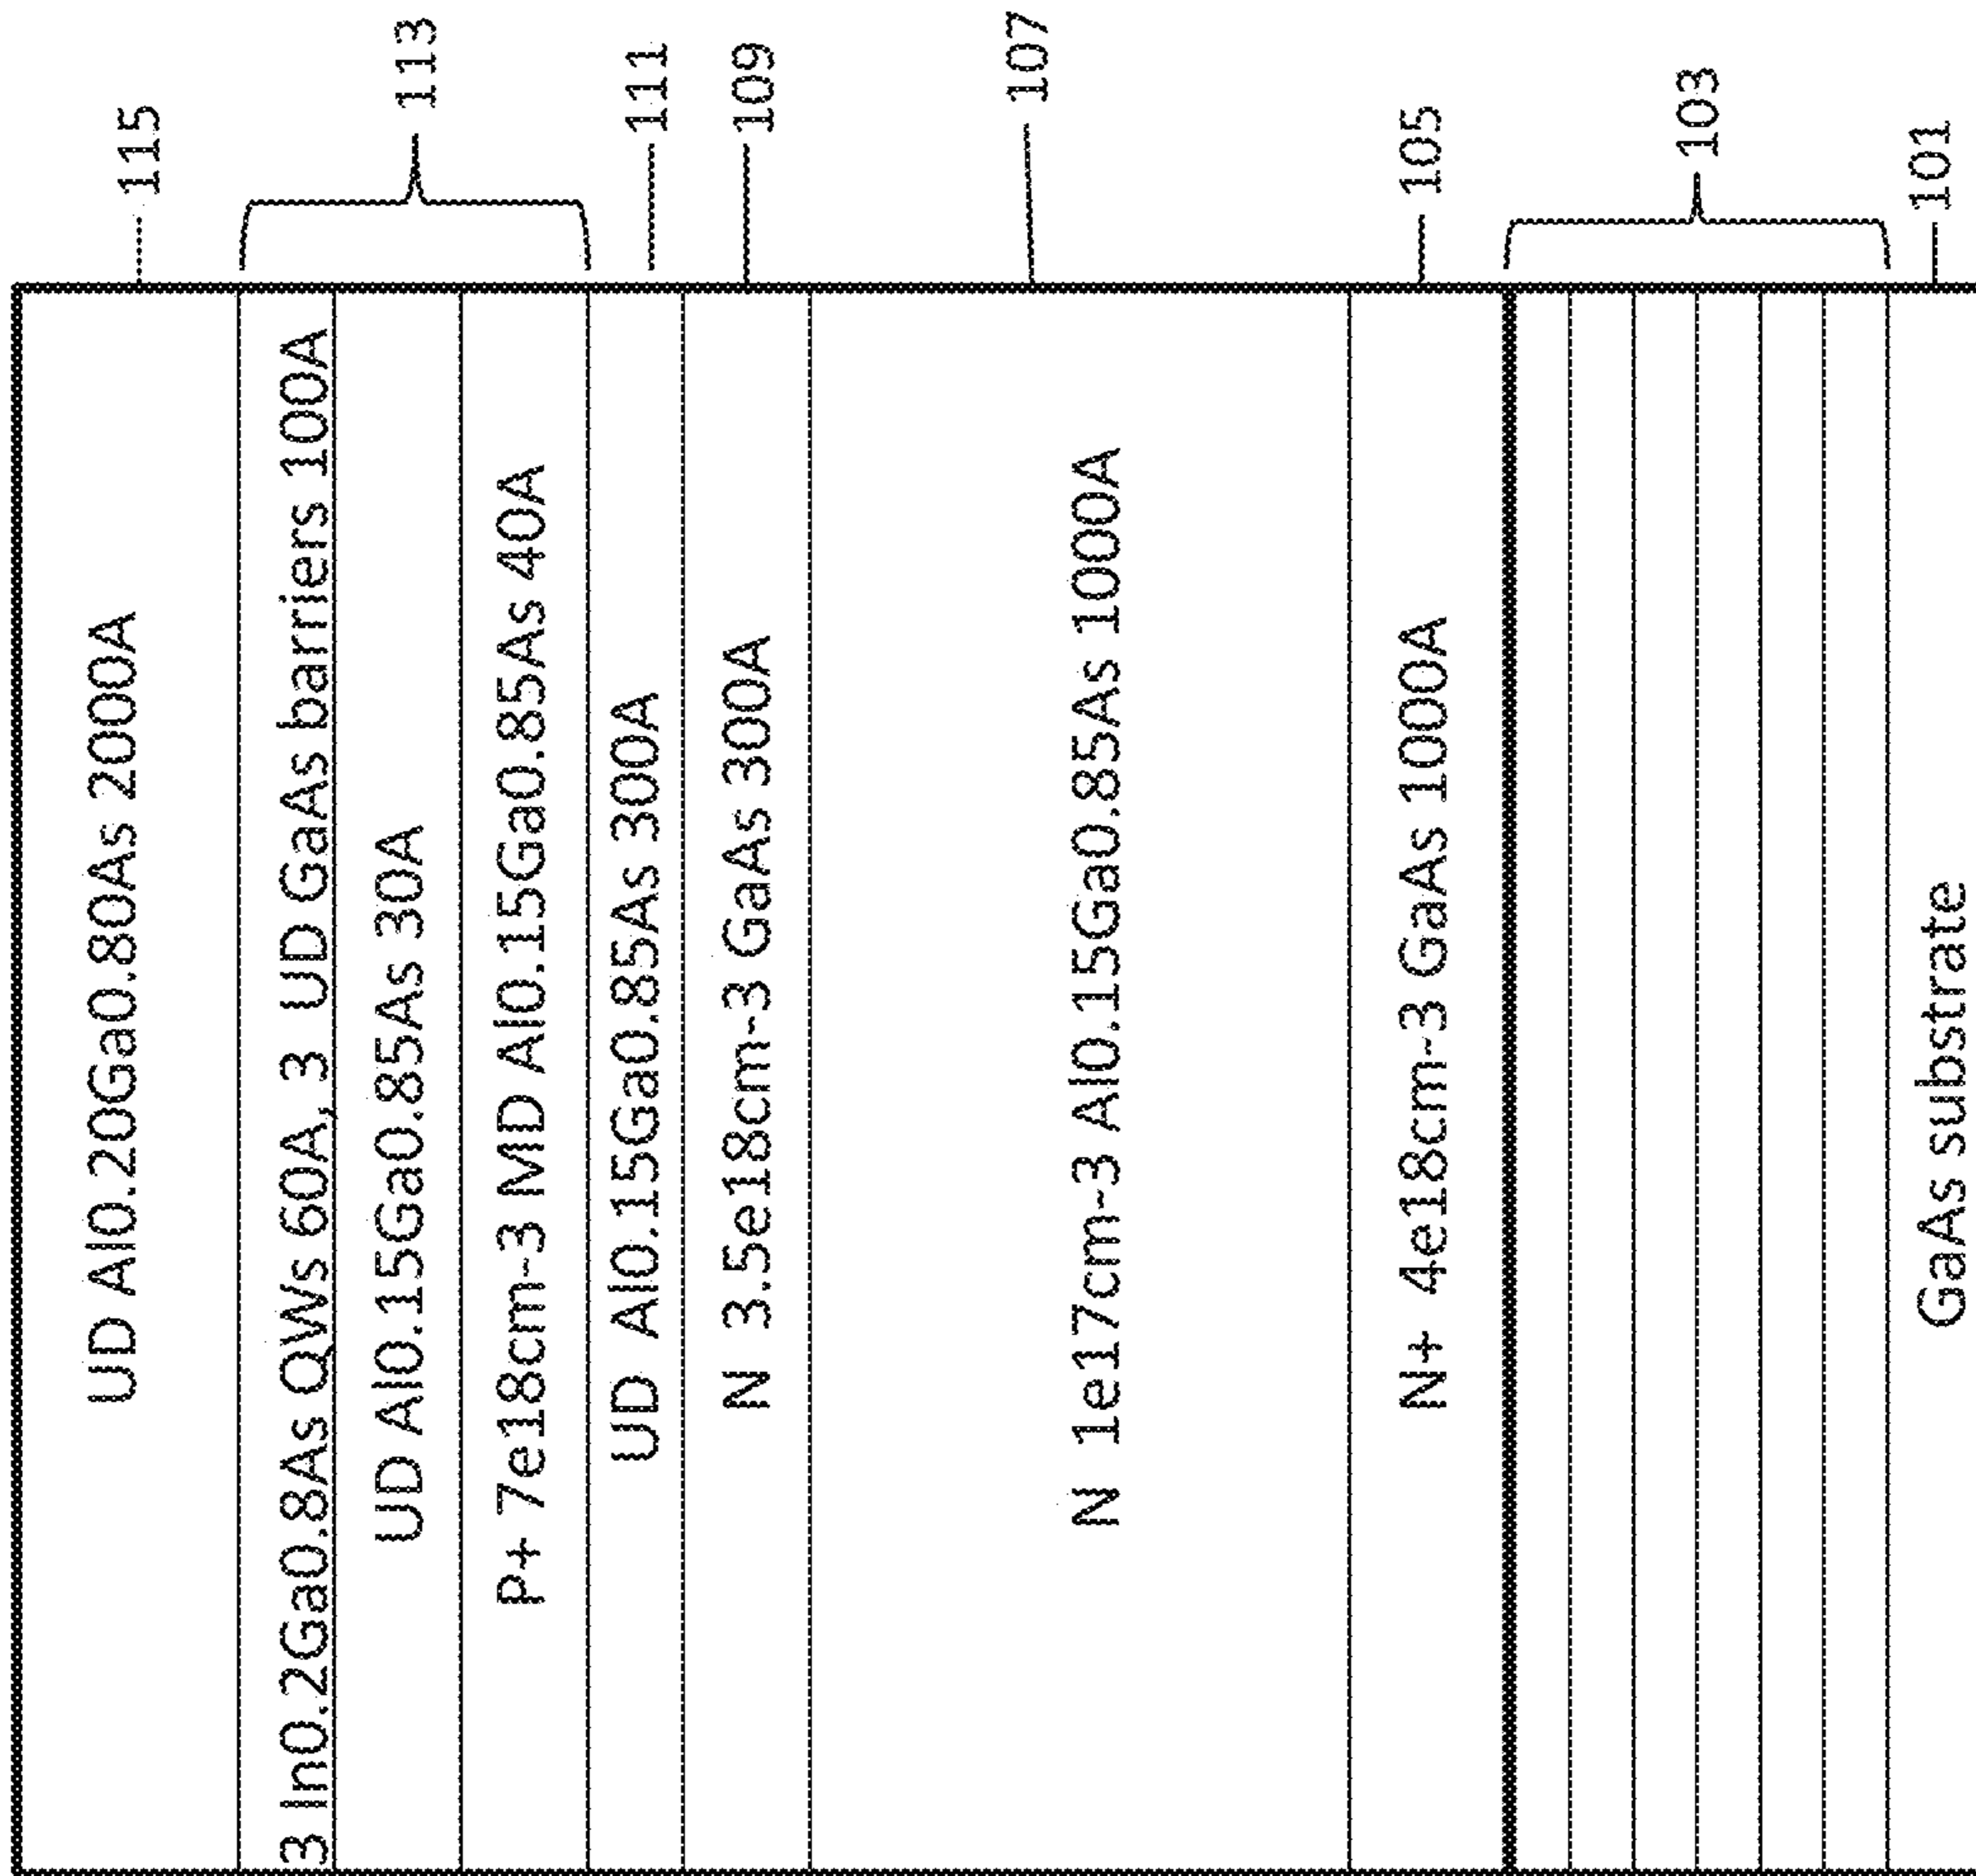 UD Al0.20Ga0.80As 2000A
115
3 In0.2Ga0.8As QWs 60A, 3 UD GaAs barriers 100A
UD Al0.15Ga0.85As 30A
P+ 7e18cm-3 MD Al0.15Ga0.85As 40A
113
UD Al0.15Ga0.85As 300A
111
N 3.5e18cm-3 GaAs 300A
109
N 1e17cm-3 Al0.15Ga0.85As 1000A
107
N+ 4e18cm-3 GaAs 1000A
105
103
GaAs substrate
101